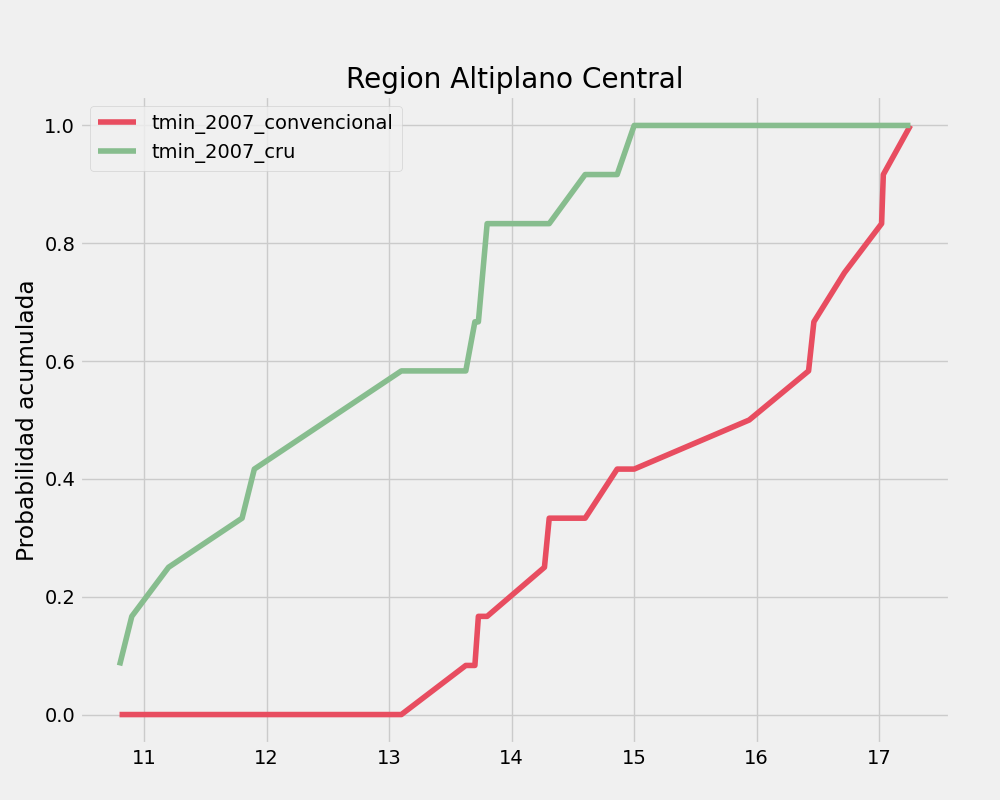 Region Altiplano Central
tmin_2007_convencional
tmin_2007_cru
Probabilidad acumulada
1.0
0.8
0.6
0.4
0.2
0.0
11 12 13 14 15 16 17